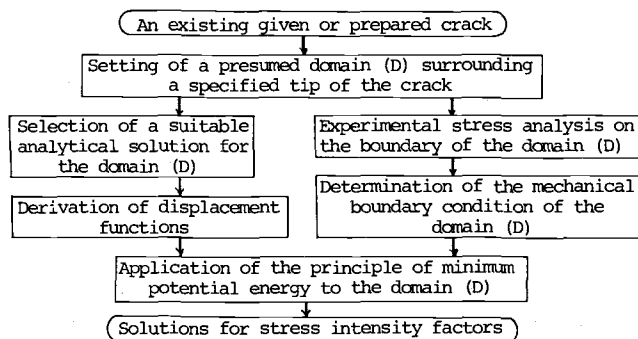 An existing given or prepared crack
Setting of a presumed domain (D) surrounding
a specified tip of the crack
Selection of a suitable
analytical solution for
the domain (D)
Derivation of displacement
functions
Experimental stress analysis on
the boundary of the domain (D)
Determination of the mechanical
boundary condition of the
domain (D)
Application of the principle of minimum
potential energy to the domain (D)
Solutions for stress intensity factors